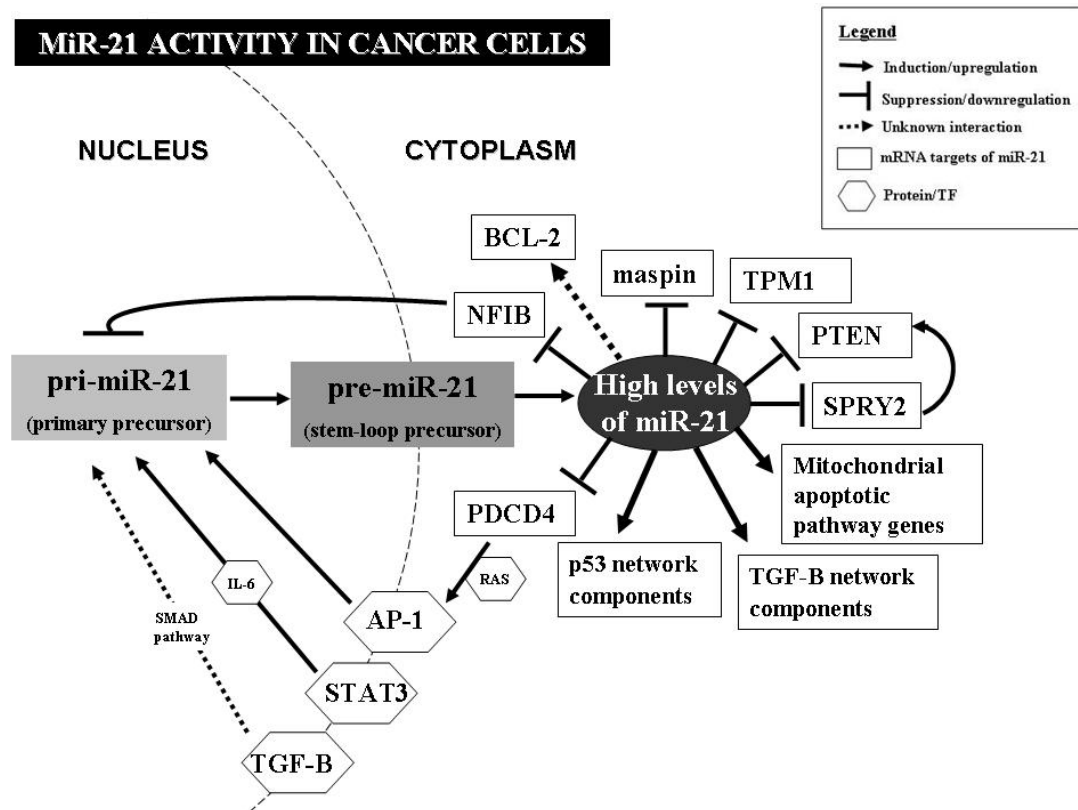 MiR-21 ACTIVITY IN CANCER CELLS
Legend
Induction/upregulation
Suppression/downregulation
Unknown interaction
mRNA targets of miR-21
Protein/TF
NUCLEUS
CYTOPLASM
BCL-2
maspin
TPM1
NFIB
PTEN
pri-miR-21
(primary precursor)
pre-miR-21
(stem-loop precursor)
High levels
of miR-21
SPRY2
Mitochondrial
apoptotic
pathway genes
PDCD4
p53 network
components
TGF-B network
components
IL-6
RAS
SMAD
pathway
AP-1
STAT3
TGF-B